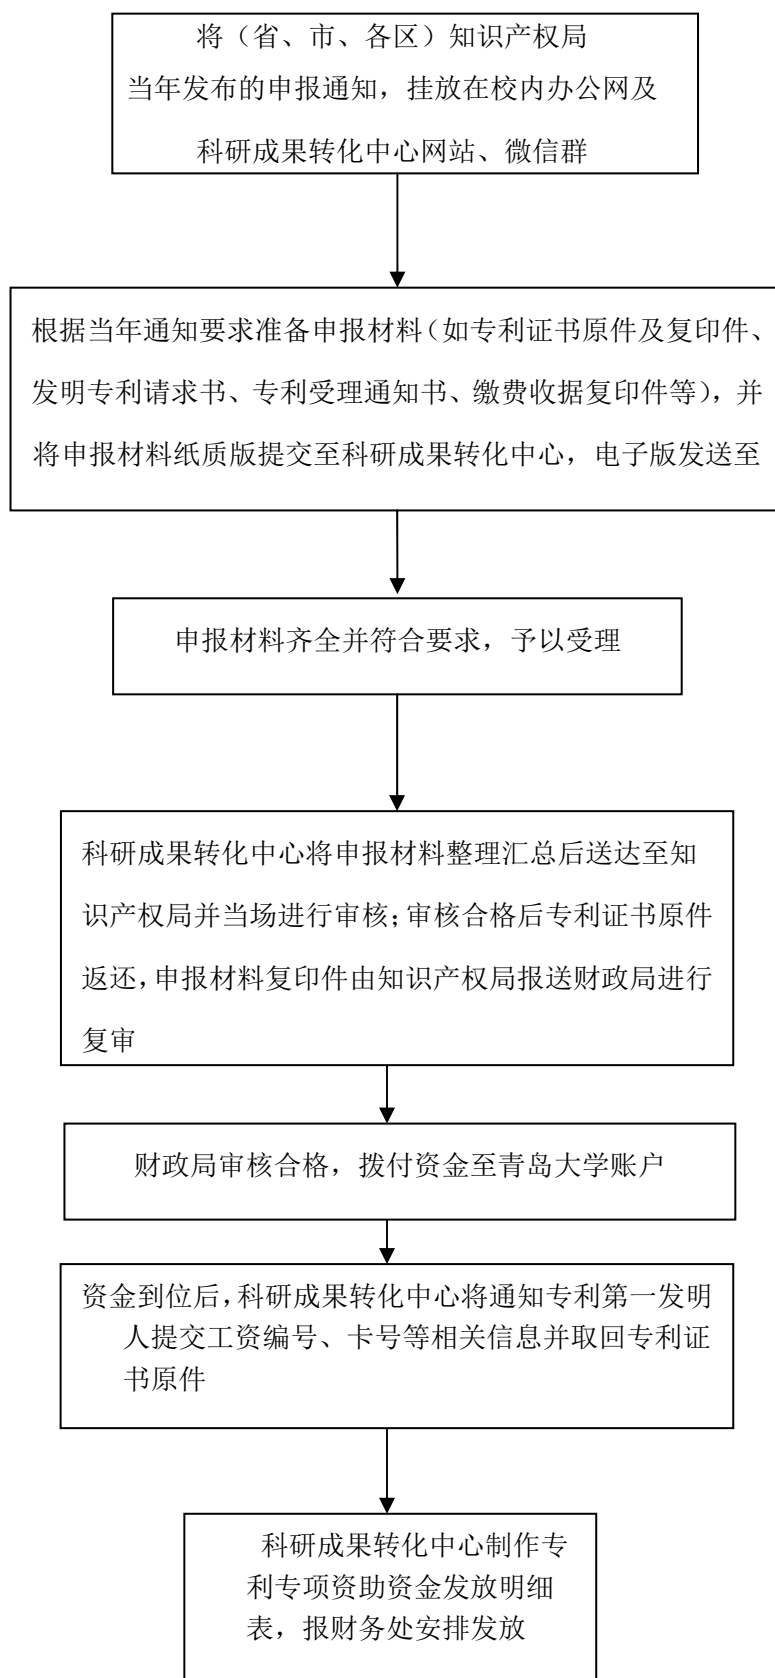 将（省、市、各区）知识产权局
当年发布的申报通知，挂放在校内办公网及
科研成果转化中心网站、微信群
根据当年通知要求准备申报材料（如专利证书原件及复印件、
发明专利请求书、专利受理通知书、缴费收据复印件等），并
将申报材料纸质版提交至科研成果转化中心，电子版发送至
申报材料齐全并符合要求，予以受理
科研成果转化中心将申报材料整理汇总后送达至知
识产权局并当场进行审核；审核合格后专利证书原件
返还，申报材料复印件由知识产权局报送财政局进行
复审
财政局审核合格，拨付资金至青岛大学账户
资金到位后，科研成果转化中心将通知专利第一发明
人提交工资编号、卡号等相关信息并取回专利证
书原件
科研成果转化中心制作专
利专项资助资金发放明细
表，报财务处安排发放